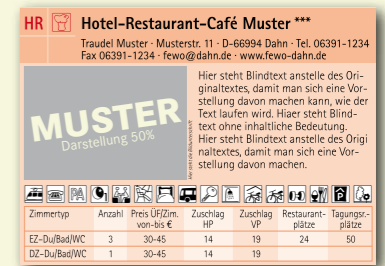 HR Hotel-Restaurant-Café Muster ***
Traudel Muster · Musterstr. 11 · D-66994 Dahn · Tel. 06391-1234
Fax 06391-1234 · fewo@dahn.de · www.fewo-dahn.de
MUSTER
Darstellung 50%
Hier steht die Bildunterschrift
Hier steht Blindtext anstelle des Ori-
ginaltextes, damit man sich eine Vor-
stellung davon machen kann, wie der
Text laufen wird. Hiaer steht Blind-
text ohne inhaltliche Bedeutung.
Hier steht Blindtext anstelle des Origi
naltextes, damit man sich eine Vor-
stellung davon machen.
PA
P
Zimmertyp Anzahl Preis ÜF/Zim. Zuschlag Zuschlag Restaurant- Tagungsr.-
von-bis € HP VP plätze plätze
EZ-Du/Bad/WC 3 30-45 14 19 24 50
DZ-Du/Bad/WC 1 30-45 14 19